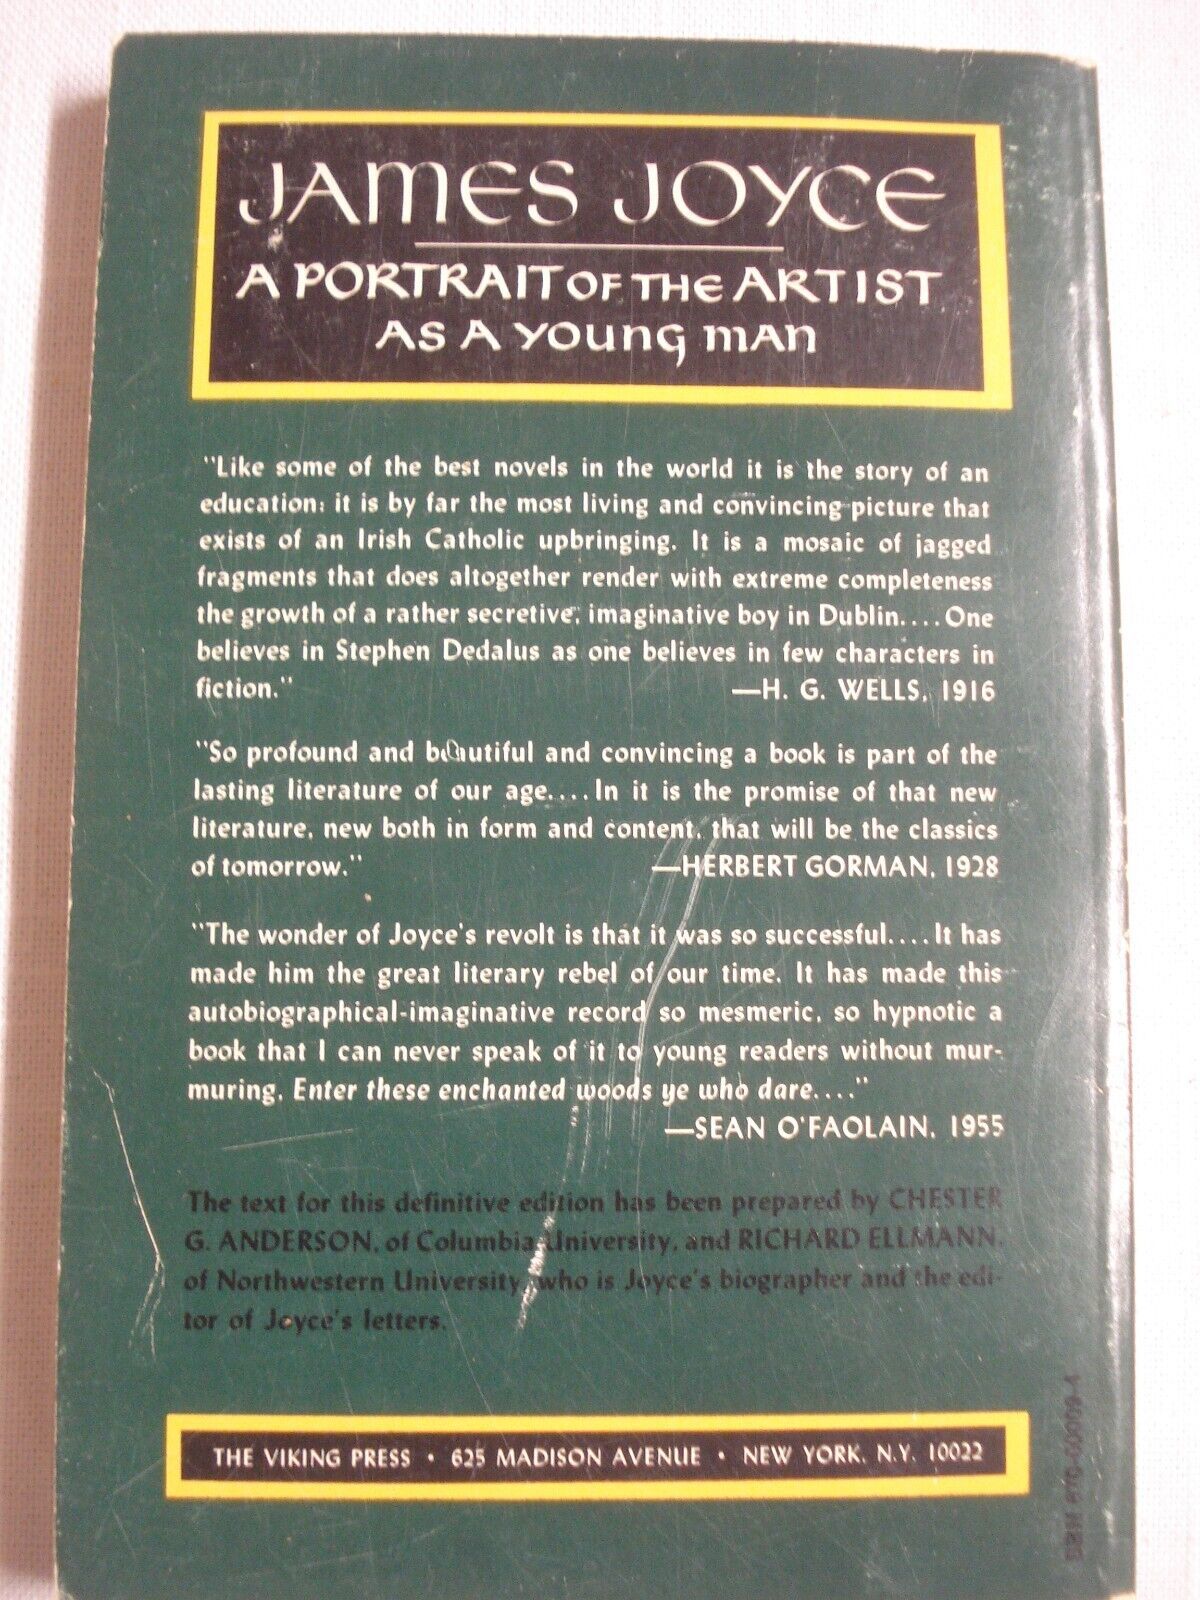 JAMES JOYCE
A PORTRAIT OF THE ARTIST
AS A YOUNG MAN
"Like some of the best novels in the world it is the story of an
education; it is by far the most living and convincing picture that
exists of an Irish Catholic upbringing. It is a mosaic of jagged
fragments that does altogether render with extreme completeness
the growth of a rather secretive, imaginative boy in Dublin.... One
believes in Stephen Dedalus as one believes in few characters in
fiction." —H. G. WELLS, 1916
"So profound and beautiful and convincing a book is part of the
lasting literature of our age.... In it is the promise of that new
literature, new both in form and content, that will be the classics
of tomorrow." —HERBERT GORMAN, 1928
"The wonder of Joyce's revolt is that it was so successful.... It has
made him the great literary rebel of our time. It has made this
autobiographical-imaginative record so mesmeric, so hypnotic a
book that I can never speak of it to young readers without mur-
muring, Enter these enchanted woods ye who dare...."
—SEAN O'FAOLAIN, 1955
The text for this definitive edition has been prepared by CHESTER
G. ANDERSON, of Columbia University, and RICHARD ELLMANN,
of Northwestern University, who is Joyce's biographer and the edi-
tor of Joyce's letters.
THE VIKING PRESS • 625 MADISON AVENUE • NEW YORK, N.Y. 10022